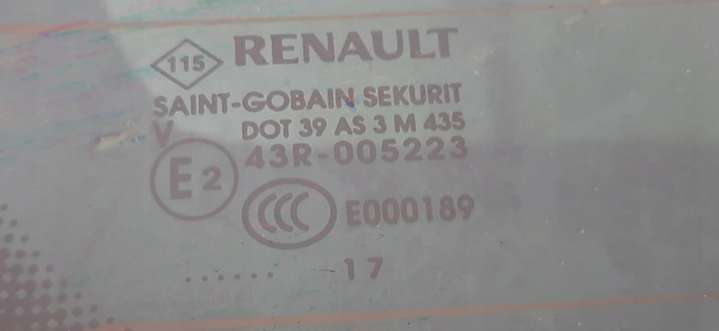 115 RENAULT
SAINT-GOBAIN SEKURIT
V DOT 39 AS 3 M 435
43R-005223
E2
CCC E000189
...... 17